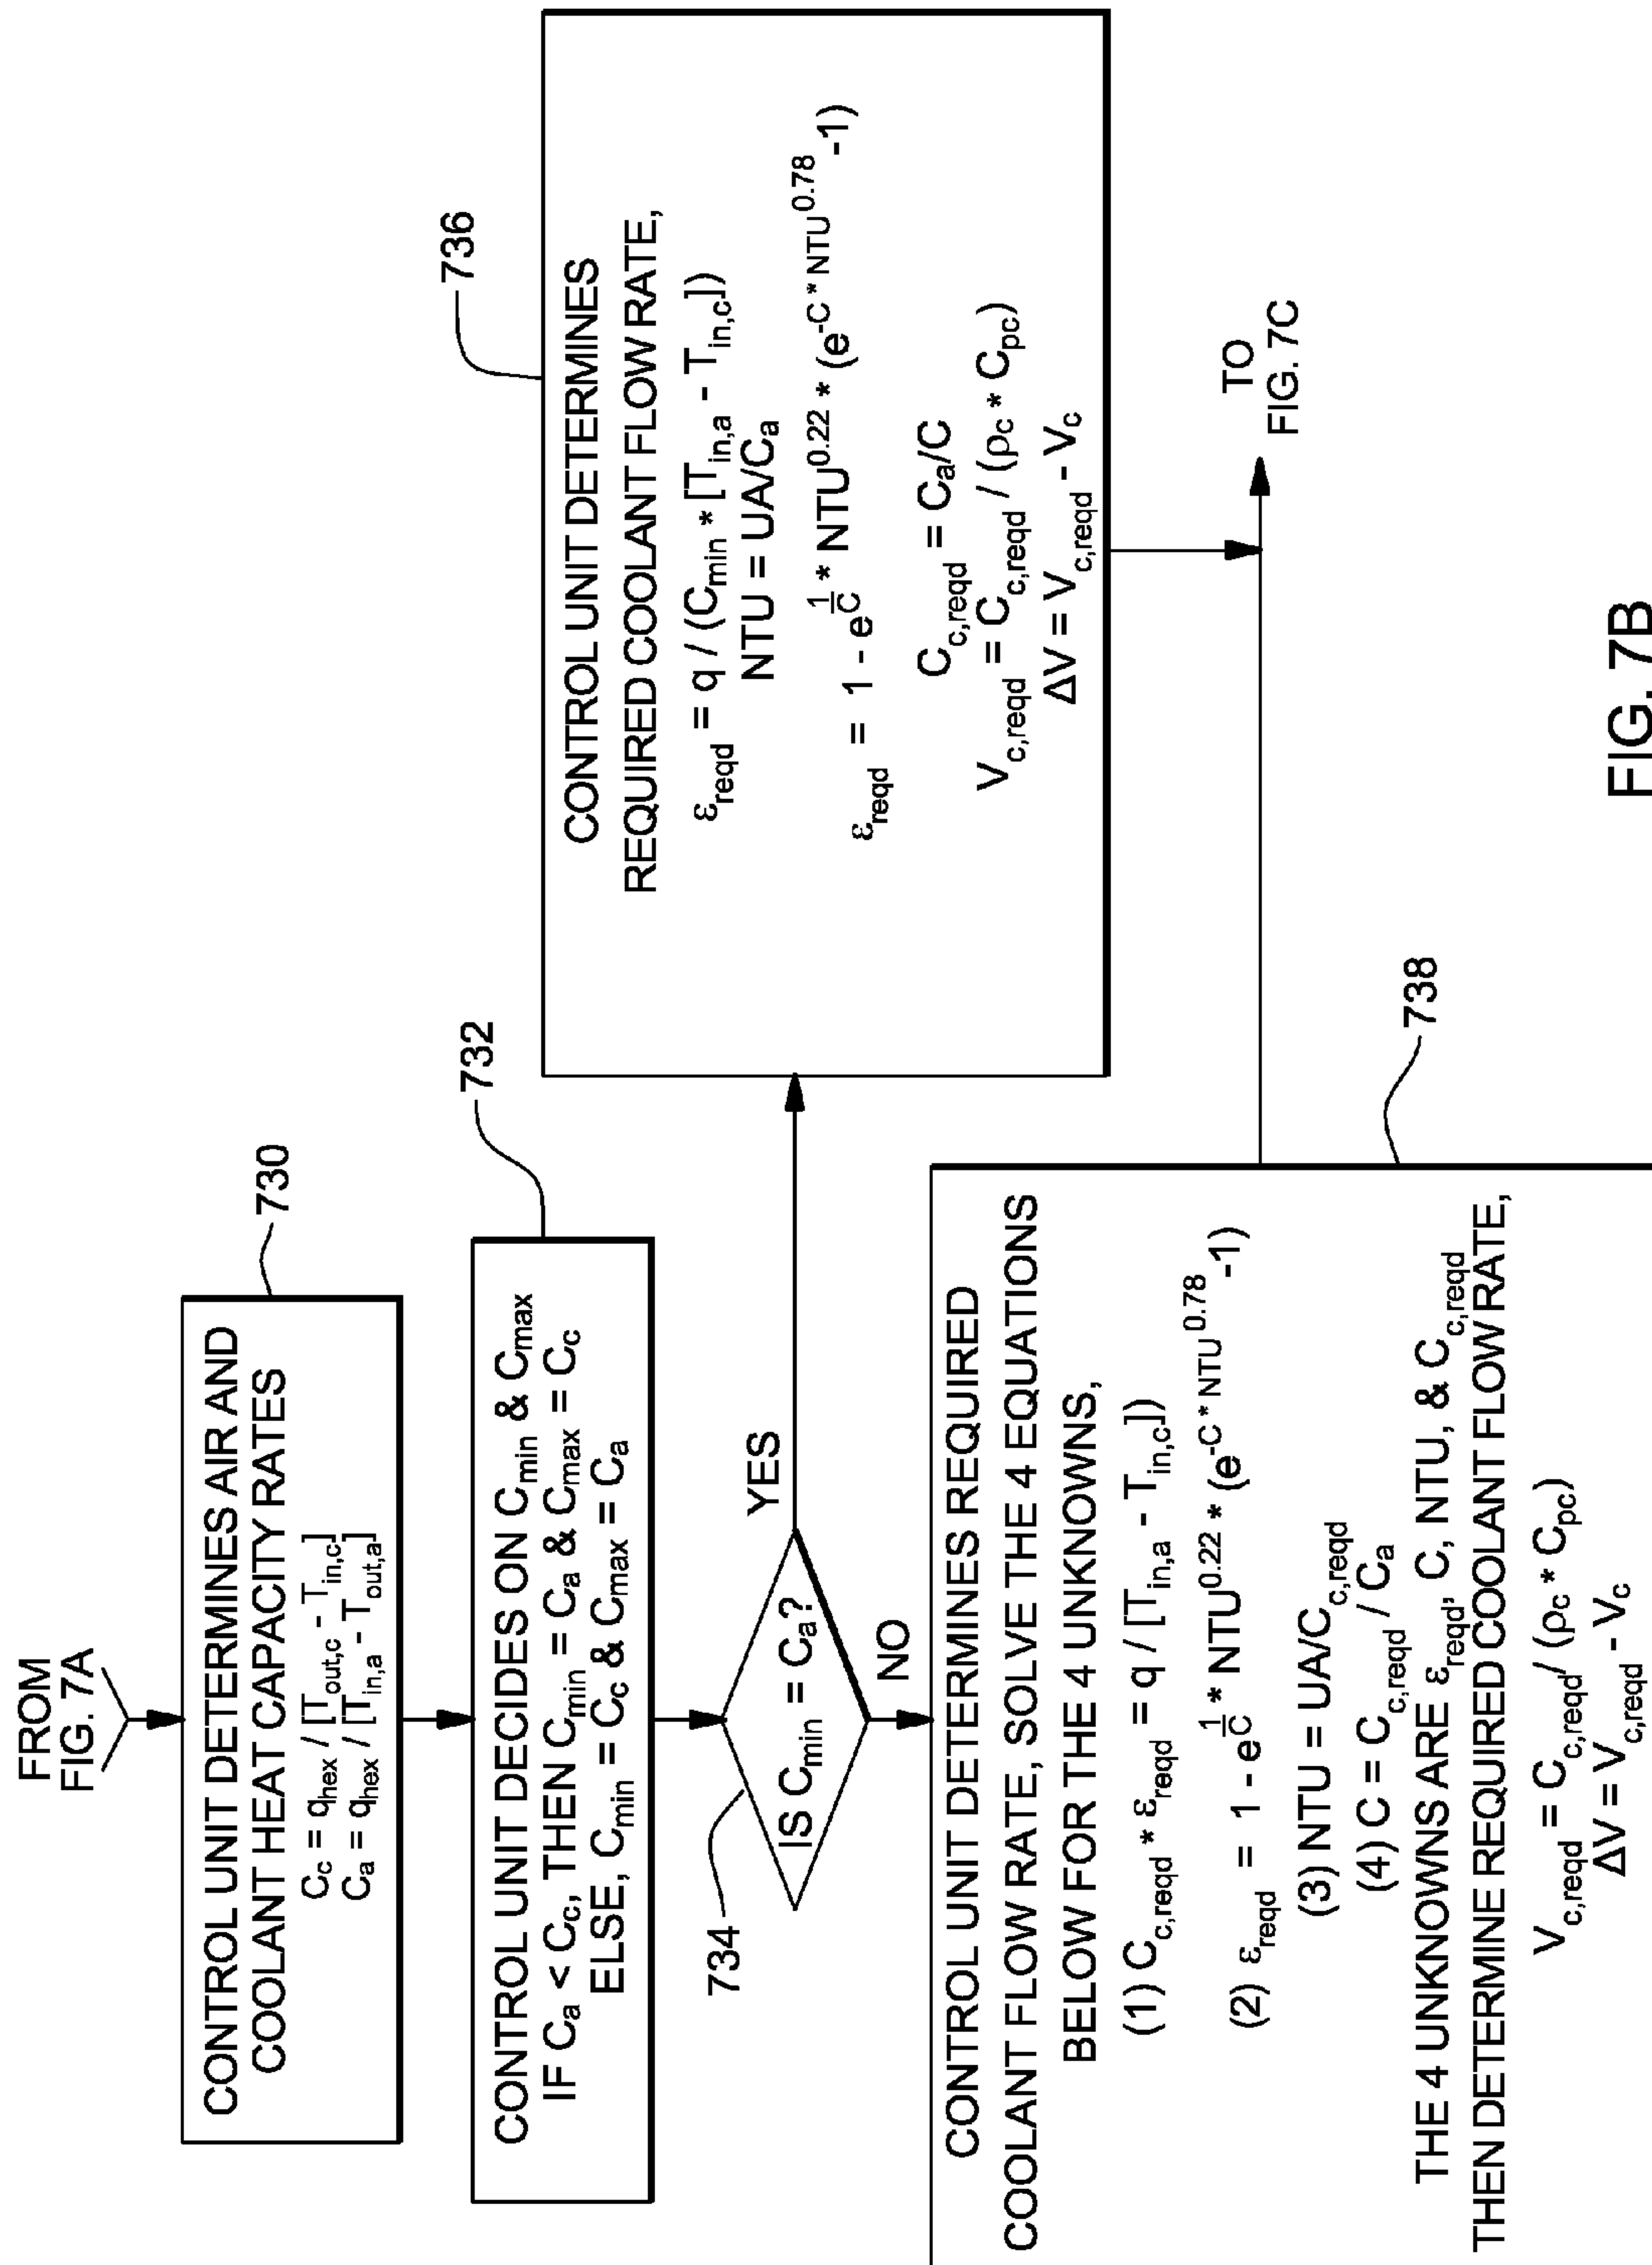 FROM
FIG. 7A
730
CONTROL UNIT DETERMINES AIR AND
COOLANT HEAT CAPACITY RATES
C_c = q_hex / [T_out,c - T_in,c]
C_a = q_hex / [T_in,a - T_out,a]
732
CONTROL UNIT DECIDES ON C_min & C_max
IF C_a < C_c, THEN C_min = C_a & C_max = C_c
ELSE, C_min = C_c & C_max = C_a
734
IS C_min = C_a?
YES
NO
736
CONTROL UNIT DETERMINES
REQUIRED COOLANT FLOW RATE,
ε_reqd = q / (C_min * [T_in,a - T_in,c])
NTU = UA/C_a
ε_reqd = 1 - e^(1/C * NTU^0.22 * (e^(-C * NTU^0.78) -1)
C_c,reqd = C_a/C
V_c,reqd = C_c,reqd / (ρ_c * C_pc)
ΔV = V_c,reqd - V_c
738
CONTROL UNIT DETERMINES REQUIRED
COOLANT FLOW RATE, SOLVE THE 4 EQUATIONS
BELOW FOR THE 4 UNKNOWNS,
(1) C_c,reqd * ε_reqd = q / [T_in,a - T_in,c])
(2) ε_reqd = 1 - e^(1/C * NTU^0.22 * (e^(-C * NTU^0.78) -1)
(3) NTU = UA/C_c,reqd
(4) C = C_c,reqd / C_a
THE 4 UNKNOWNS ARE ε_reqd, C, NTU, & C_c,reqd
THEN DETERMINE REQUIRED COOLANT FLOW RATE,
V_c,reqd = C_c,reqd / (ρ_c * C_pc)
ΔV = V_c,reqd - V_c
TO
FIG. 7C
FIG. 7B